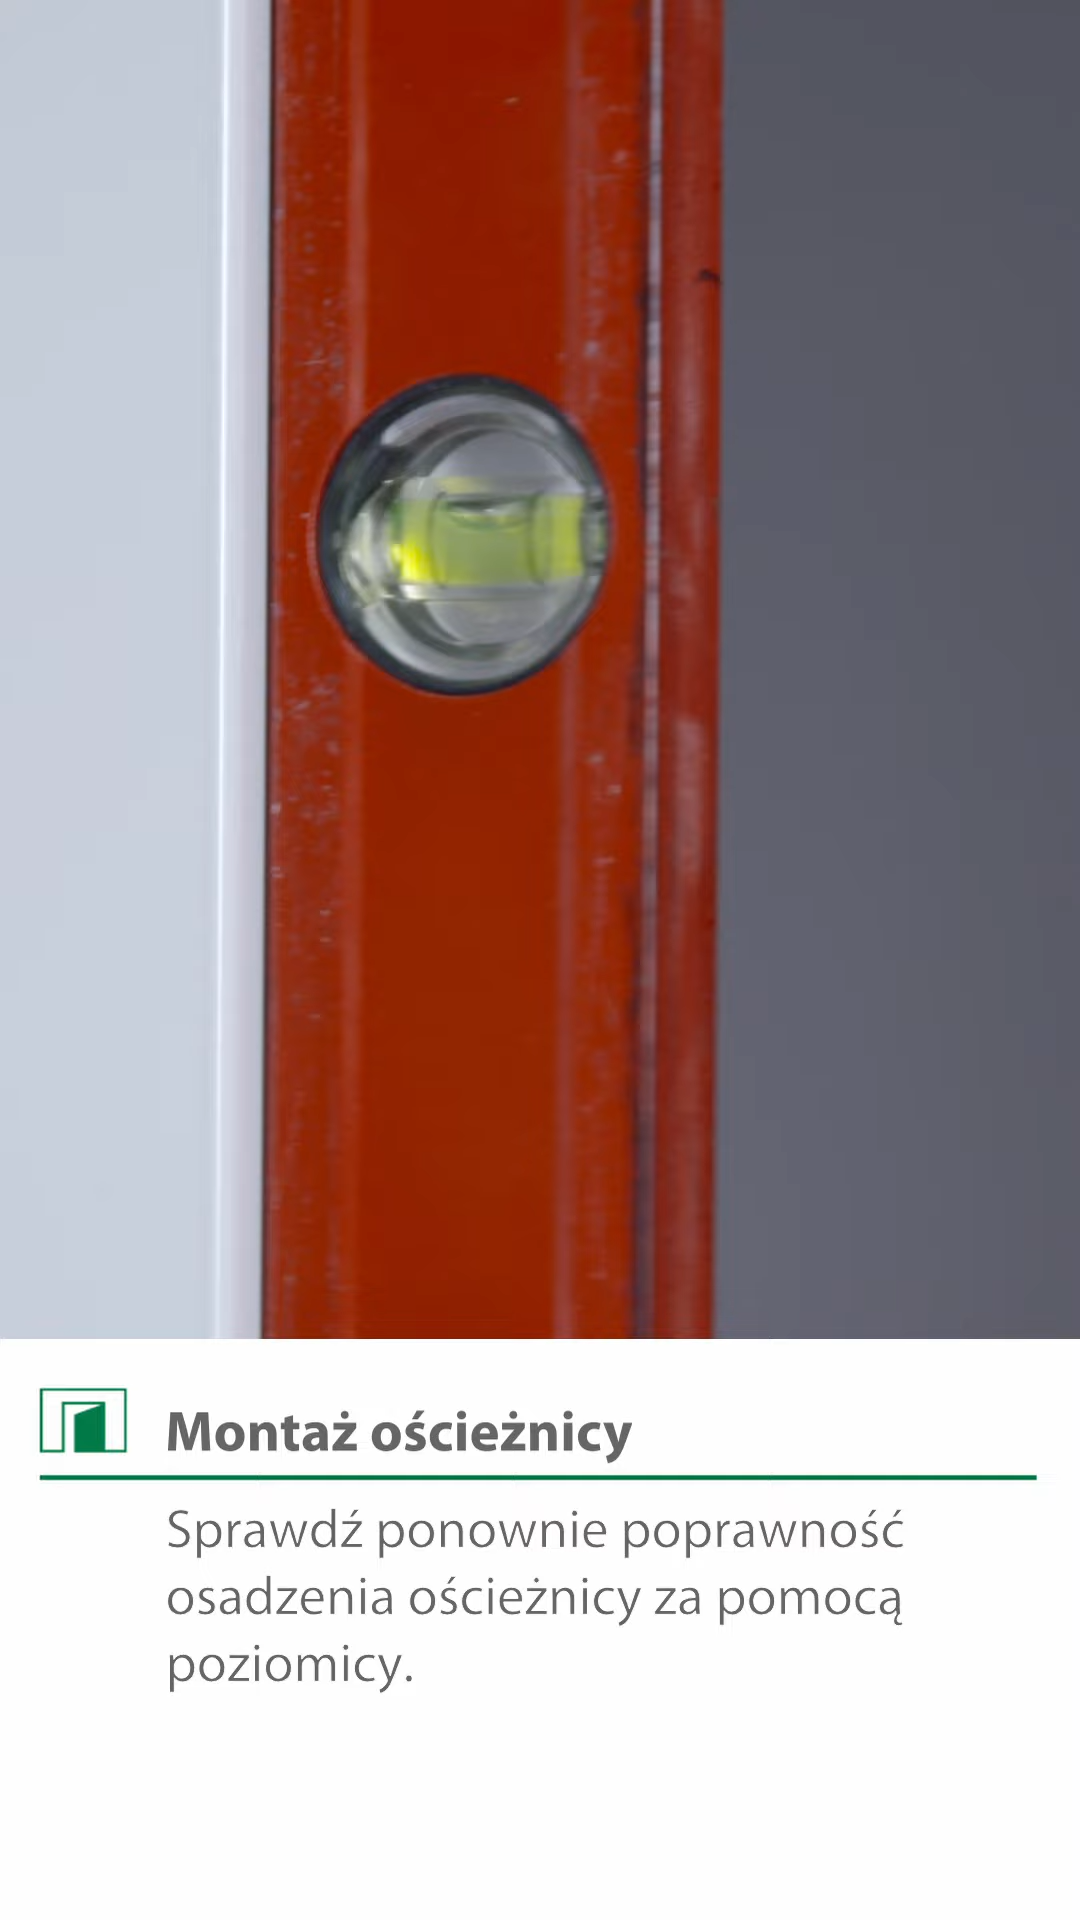 Montaż ościeżnicy
Sprawdź ponownie poprawność
osadzenia ościeżnicy za pomocą
poziomicy.